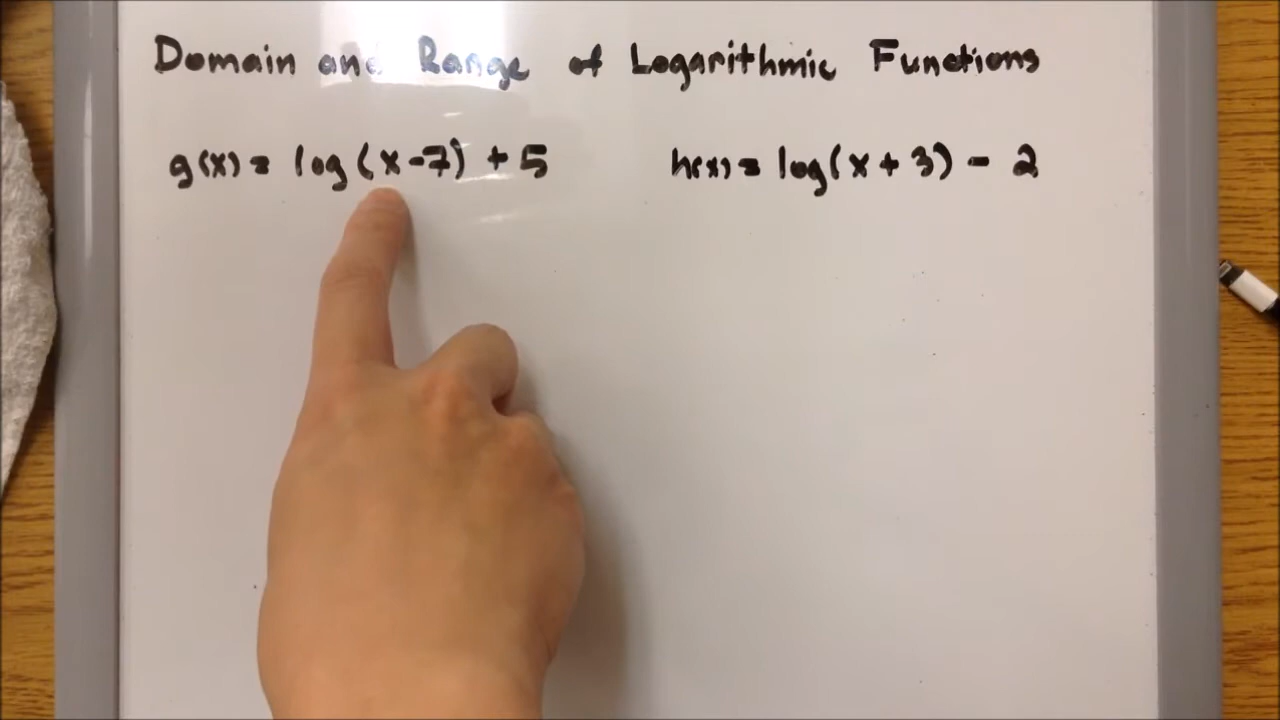 Domain and Range of Logarithmic Functions
g(x) = log(x-7) + 5
h(x) = log(x + 3) - 2